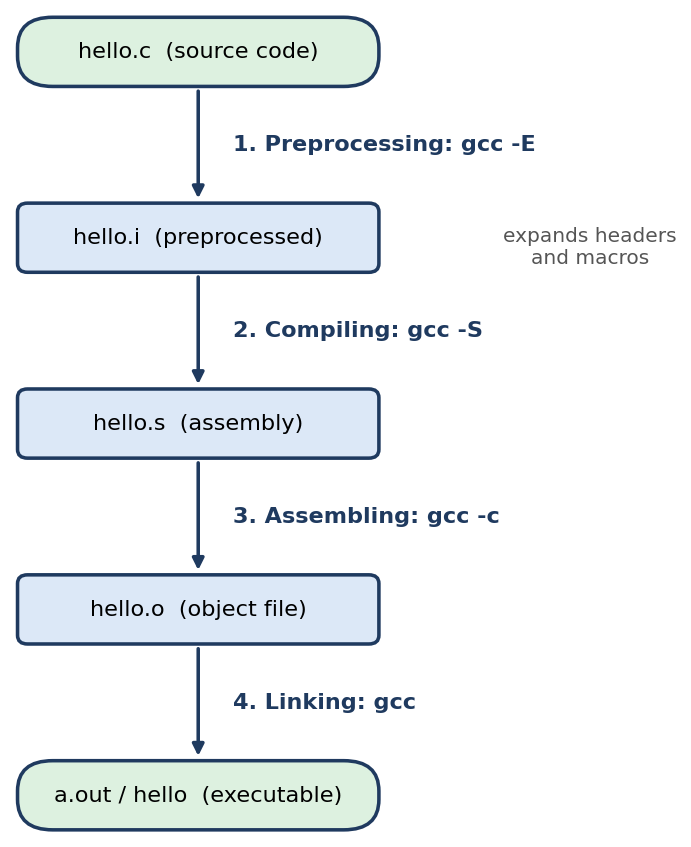 hello.c  (source code)
1. Preprocessing: gcc -E
hello.i  (preprocessed)
expands headers
and macros
2. Compiling: gcc -S
hello.s  (assembly)
3. Assembling: gcc -c
hello.o  (object file)
4. Linking: gcc
a.out / hello  (executable)